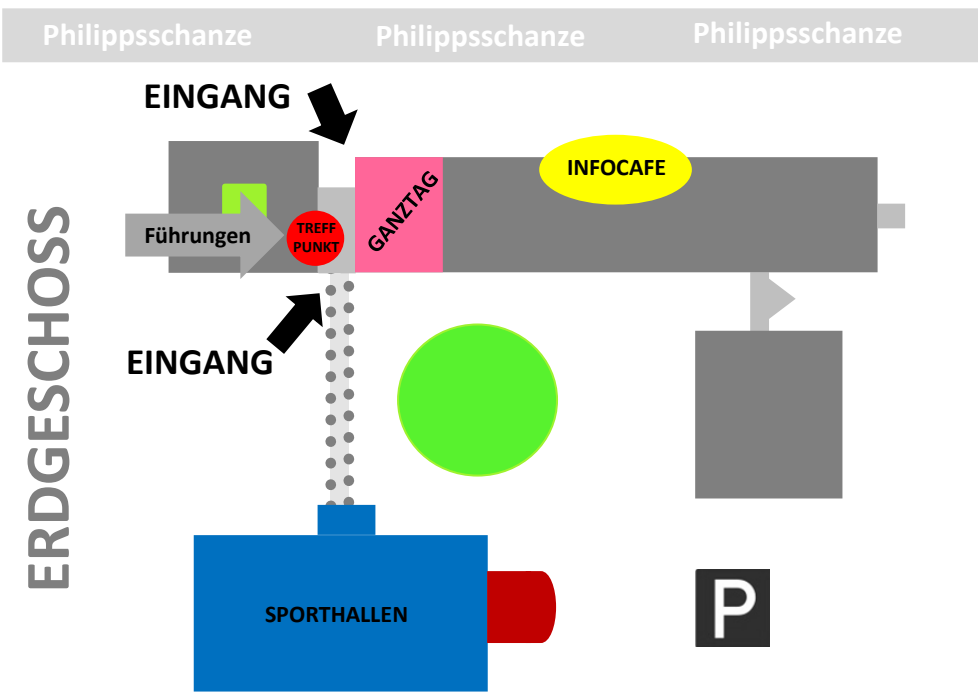 Philippsschanze Philippsschanze Philippsschanze
EINGANG
INFOCAFE
GANZTAG
TREFF
PUNKT
Führungen
EINGANG
ERDGESCHOSS
SPORTHALLEN
P